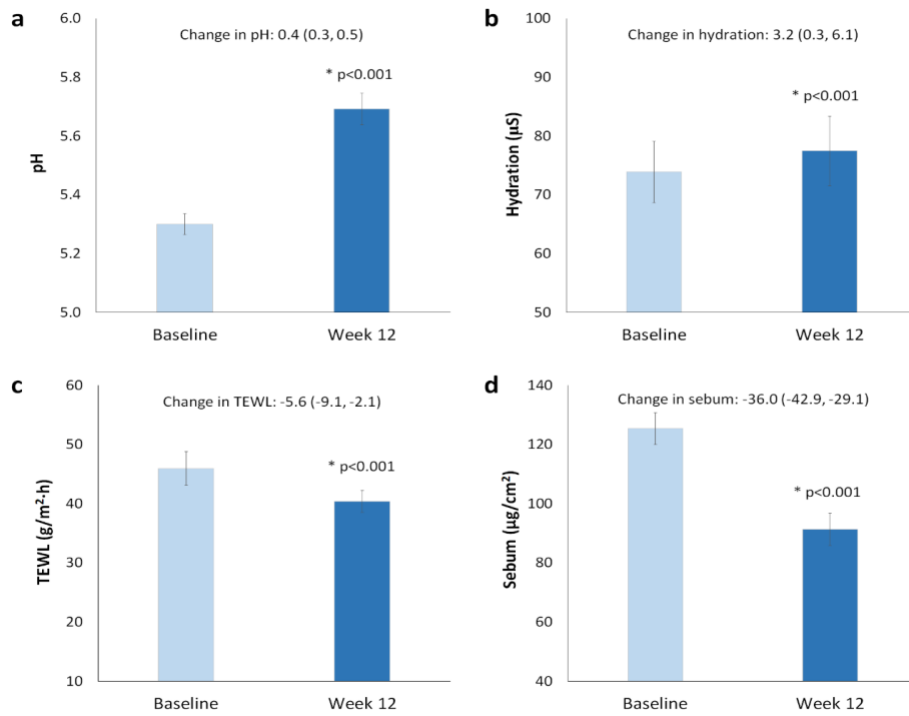 a
Change in pH: 0.4 (0.3, 0.5)
* p<0.001
6.0
5.8
5.6
5.4
5.2
5.0
pH
Baseline
Week 12
b
Change in hydration: 3.2 (0.3, 6.1)
* p<0.001
100
90
80
70
60
50
Hydration (µS)
Baseline
Week 12
c
Change in TEWL: -5.6 (-9.1, -2.1)
* p<0.001
60
50
40
30
20
10
TEWL (g/m²·h)
Baseline
Week 12
d
Change in sebum: -36.0 (-42.9, -29.1)
* p<0.001
140
120
100
80
60
40
Sebum (µg/cm²)
Baseline
Week 12